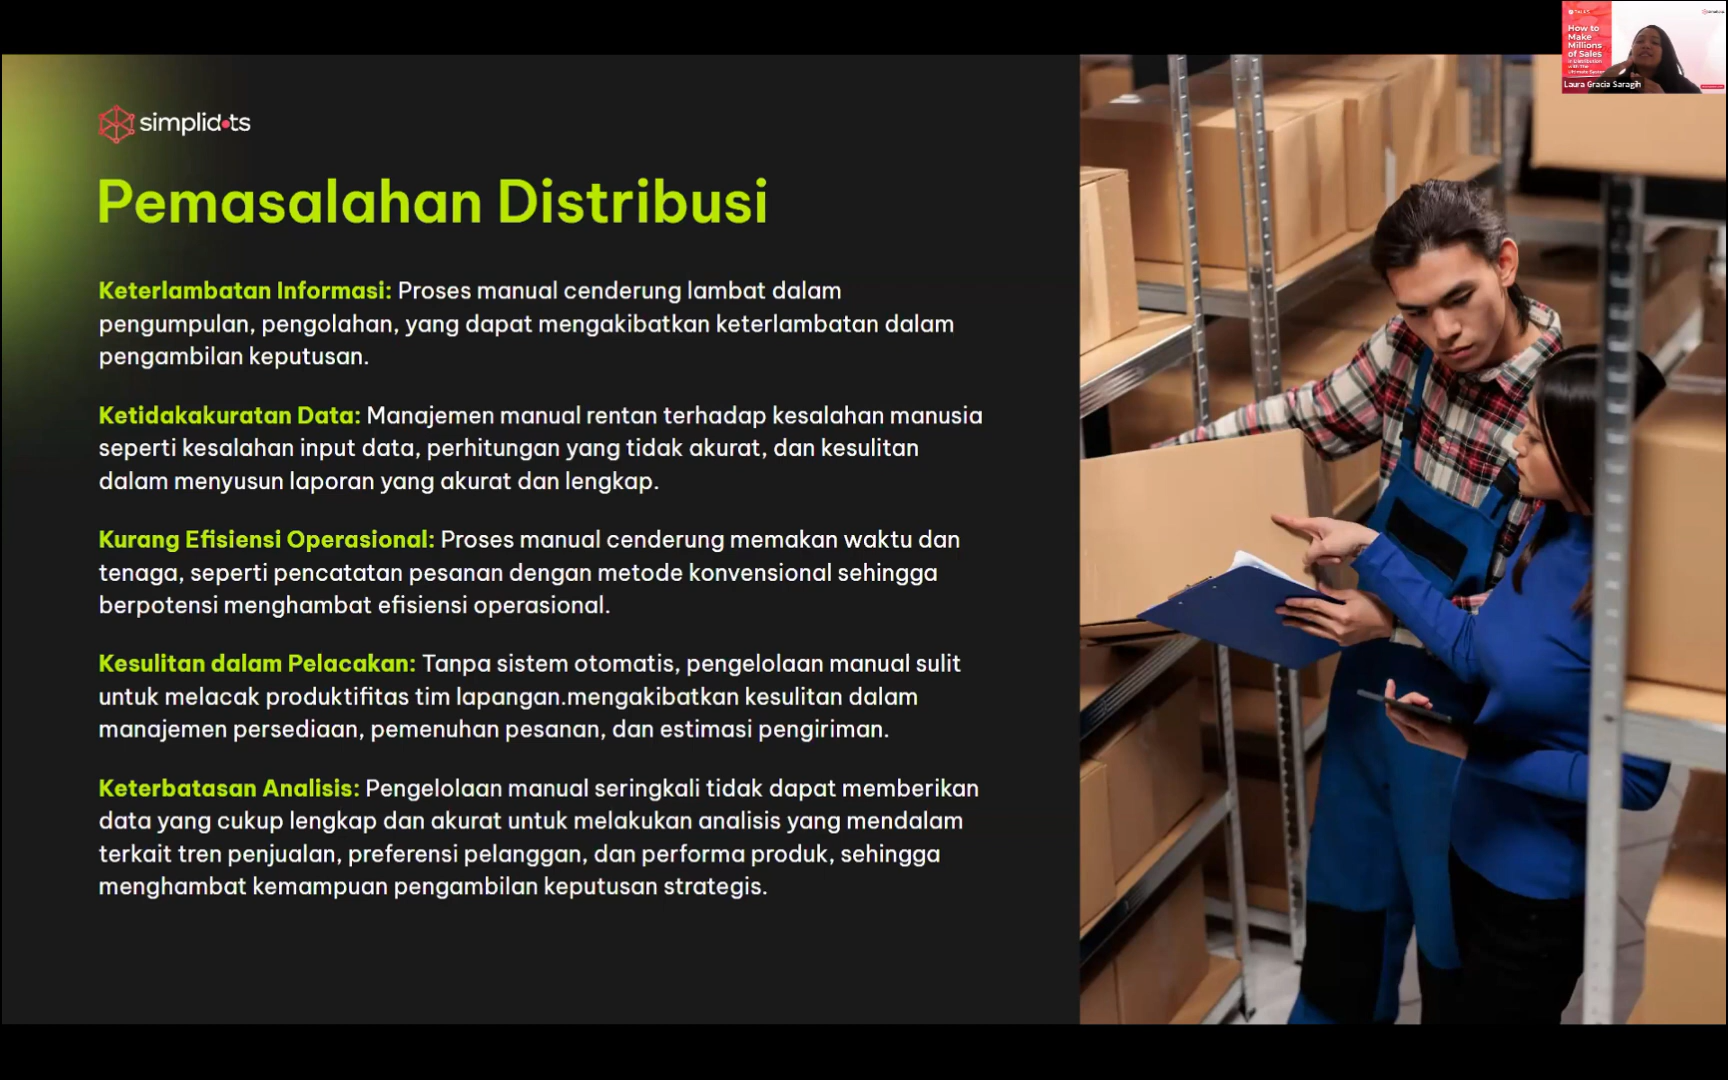 simplidots
Pemasalahan Distribusi
Keterlambatan Informasi: Proses manual cenderung lambat dalam
pengumpulan, pengolahan, yang dapat mengakibatkan keterlambatan dalam
pengambilan keputusan.
Ketidakakuratan Data: Manajemen manual rentan terhadap kesalahan manusia
seperti kesalahan input data, perhitungan yang tidak akurat, dan kesulitan
dalam menyusun laporan yang akurat dan lengkap.
Kurang Efisiensi Operasional: Proses manual cenderung memakan waktu dan
tenaga, seperti pencatatan pesanan dengan metode konvensional sehingga
berpotensi menghambat efisiensi operasional.
Kesulitan dalam Pelacakan: Tanpa sistem otomatis, pengelolaan manual sulit
untuk melacak produktifitas tim lapangan.mengakibatkan kesulitan dalam
manajemen persediaan, pemenuhan pesanan, dan estimasi pengiriman.
Keterbatasan Analisis: Pengelolaan manual seringkali tidak dapat memberikan
data yang cukup lengkap dan akurat untuk melakukan analisis yang mendalam
terkait tren penjualan, preferensi pelanggan, dan performa produk, sehingga
menghambat kemampuan pengambilan keputusan strategis.
How to
Make
Millions
of Sales
Laura Gracia Saragih